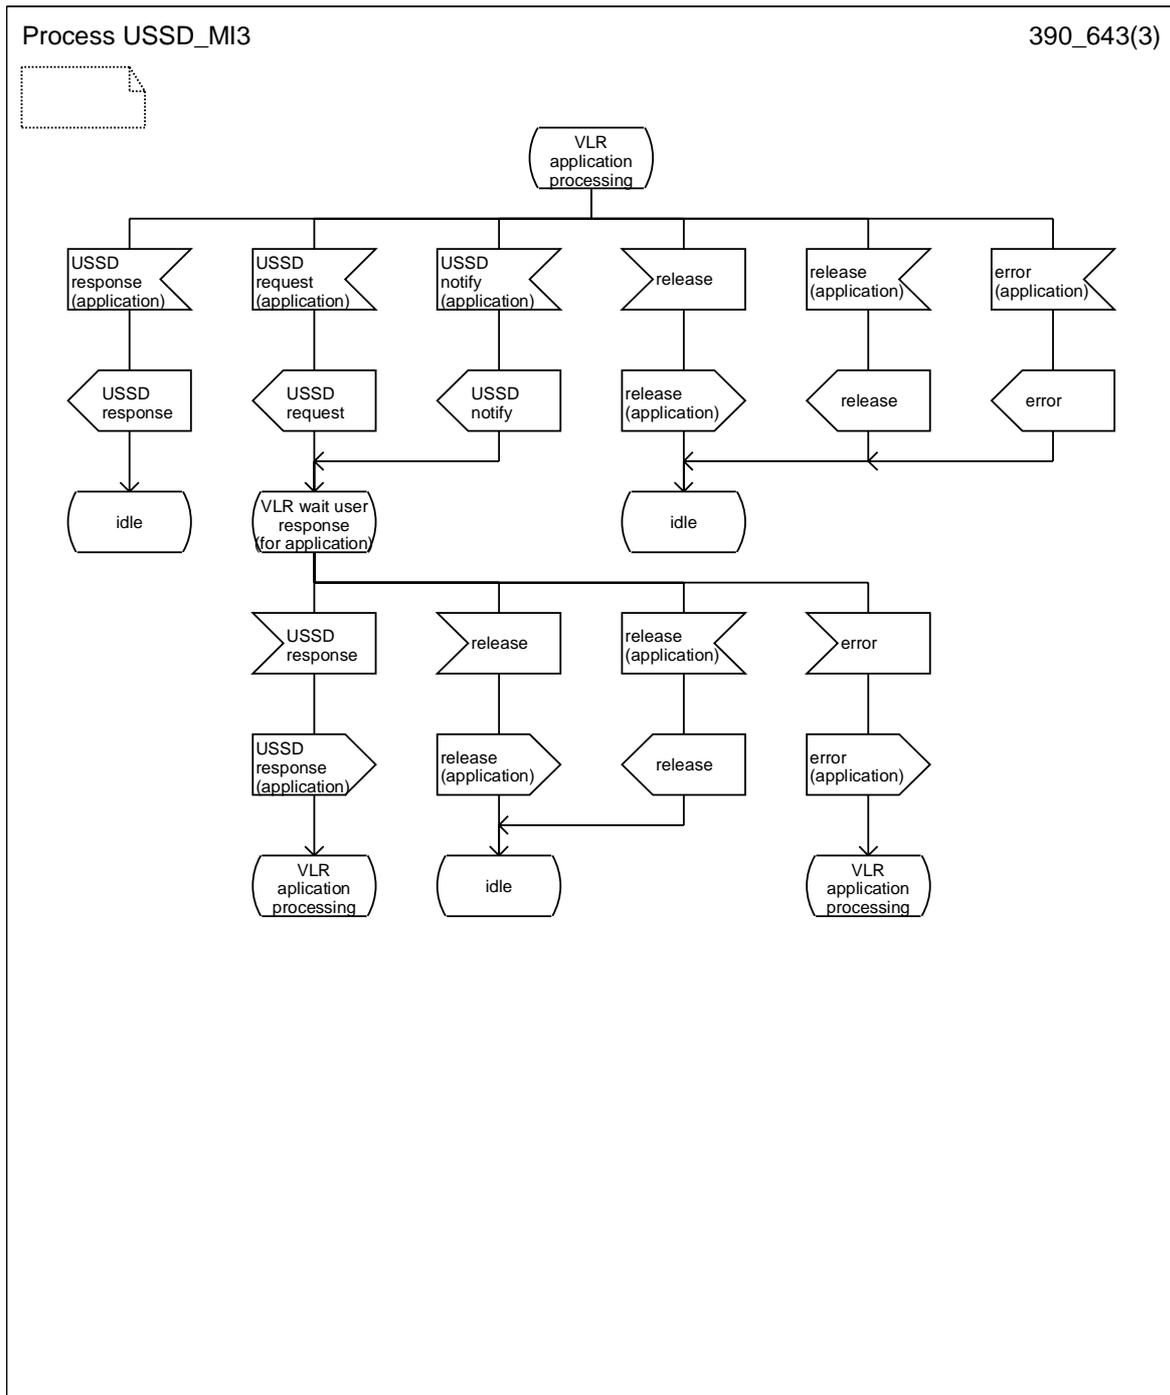 Process USSD_MI3
390_643(3)
VLR
application
processing
USSD
response
(application)
USSD
request
(application)
USSD
notify
(application)
release
release
(application)
error
(application)
USSD
response
USSD
request
USSD
notify
release
(application)
release
error
idle
VLR wait user
response
(for application)
idle
USSD
response
release
release
(application)
error
USSD
response
(application)
release
(application)
release
error
(application)
VLR
aplication
processing
idle
VLR
application
processing